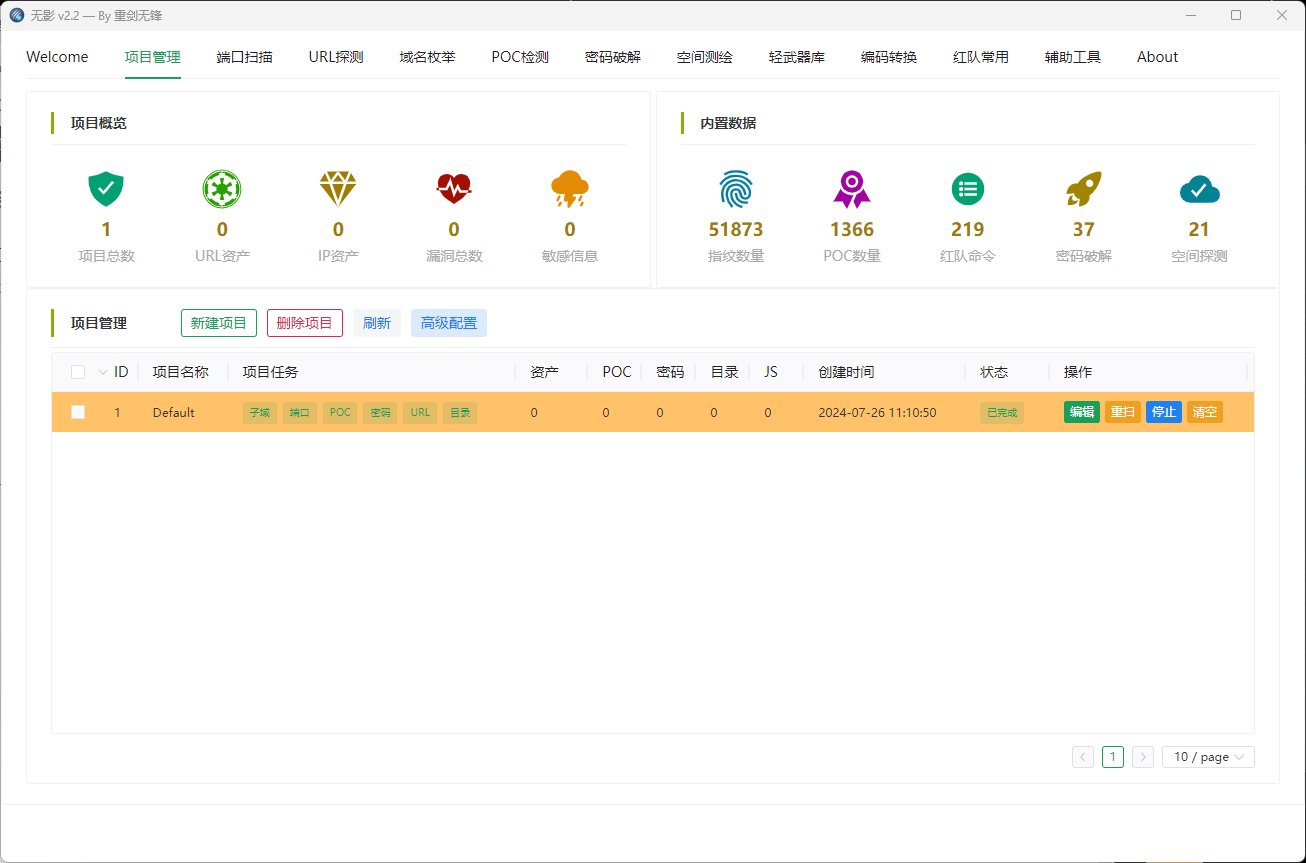 无影 v2.2 — By 重剑无锋
Welcome 项目管理 端口扫描 URL探测 域名枚举 POC检测 密码破解 空间测绘 轻武器库 编码转换 红队常用 辅助工具 About
项目概览
1 0 0 0 0
项目总数 URL资产 IP资产 漏洞总数 敏感信息
内置数据
51873 1366 219 37 21
指纹数量 POC数量 红队命令 密码破解 空间探测
项目管理 新建项目 删除项目 刷新 高级配置
ID 项目名称 项目任务 资产 POC 密码 目录 JS 创建时间 状态 操作
1 Default 子域 端口 POC 密码 URL 目录 0 0 0 0 0 2024-07-26 11:10:50 已完成 编辑 重扫 停止 清空
1 10 / page